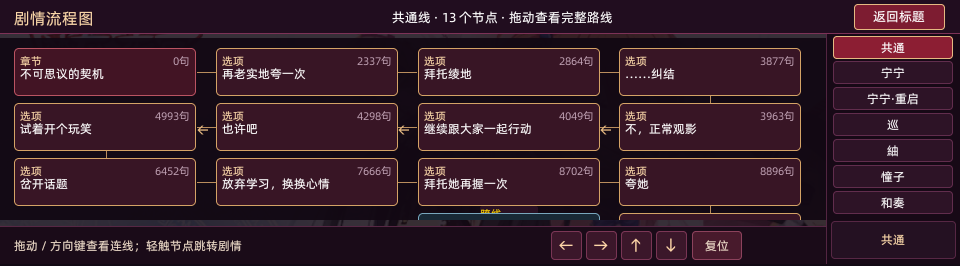 剧情流程图
共通线·13个节点·拖动查看完整路线
返回标题
章节 0句
不可思议的契机
选项 2337句
再老实地夸一次
选项 2864句
拜托绫地
选项 3877句
……纠结
选项 4993句
试着开个玩笑
选项 4298句
也许吧
选项 4049句
继续跟大家一起行动
选项 3963句
不，正常观影
选项 6452句
岔开话题
选项 7666句
放弃学习，换换心情
选项 8702句
拜托她再握一次
选项 8896句
夸她
共通
宁宁
宁宁·重启
巡
紬
憧子
和奏
共通
拖动 / 方向键查看连线；轻触节点跳转剧情
← → ↑ ↓ 复位